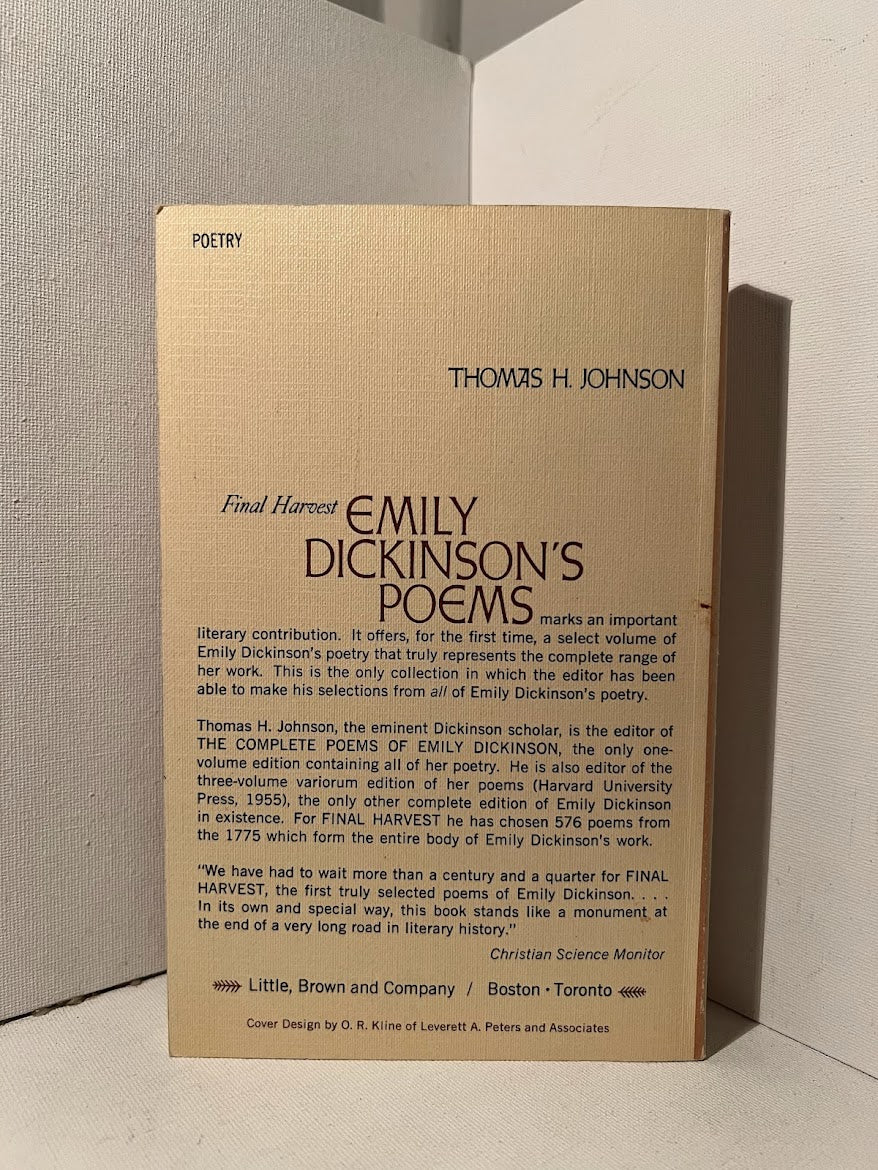 POETRY
THOMAS H. JOHNSON
Final Harvest EMILY
DICKINSON'S
POEMS marks an important
literary contribution. It offers, for the first time, a select volume of
Emily Dickinson's poetry that truly represents the complete range of
her work. This is the only collection in which the editor has been
able to make his selections from all of Emily Dickinson's poetry.
Thomas H. Johnson, the eminent Dickinson scholar, is the editor of
THE COMPLETE POEMS OF EMILY DICKINSON, the only one-
volume edition containing all of her poetry. He is also editor of the
three-volume variorum edition of her poems (Harvard University
Press, 1955), the only other complete edition of Emily Dickinson
in existence. For FINAL HARVEST he has chosen 576 poems from
the 1775 which form the entire body of Emily Dickinson's work.
"We have had to wait more than a century and a quarter for FINAL
HARVEST, the first truly selected poems of Emily Dickinson. . . .
In its own and special way, this book stands like a monument at
the end of a very long road in literary history."
Christian Science Monitor
Little, Brown and Company / Boston • Toronto
Cover Design by O. R. Kline of Leverett A. Peters and Associates